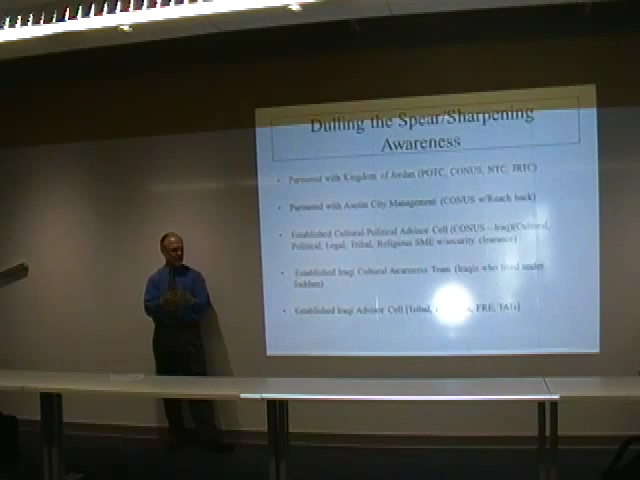 Dulling the Spear/Sharpening
Awareness
• Partnered with Kingdom of Jordan (POTC, CONUS, NTC, JRTC)
• Partnered with Austin City Management (CONUS w/Reach back)
• Established Cultural-Political Advisor Cell (CONUS - Iraq)(Cultural,
Political, Legal, Tribal, Religious SME w/security clearance)
• Established Iraqi Cultural Awareness Team (Iraqis who lived under
Saddam)
• Established Iraqi Advisor Cell [Tribal, FRE, TAL]